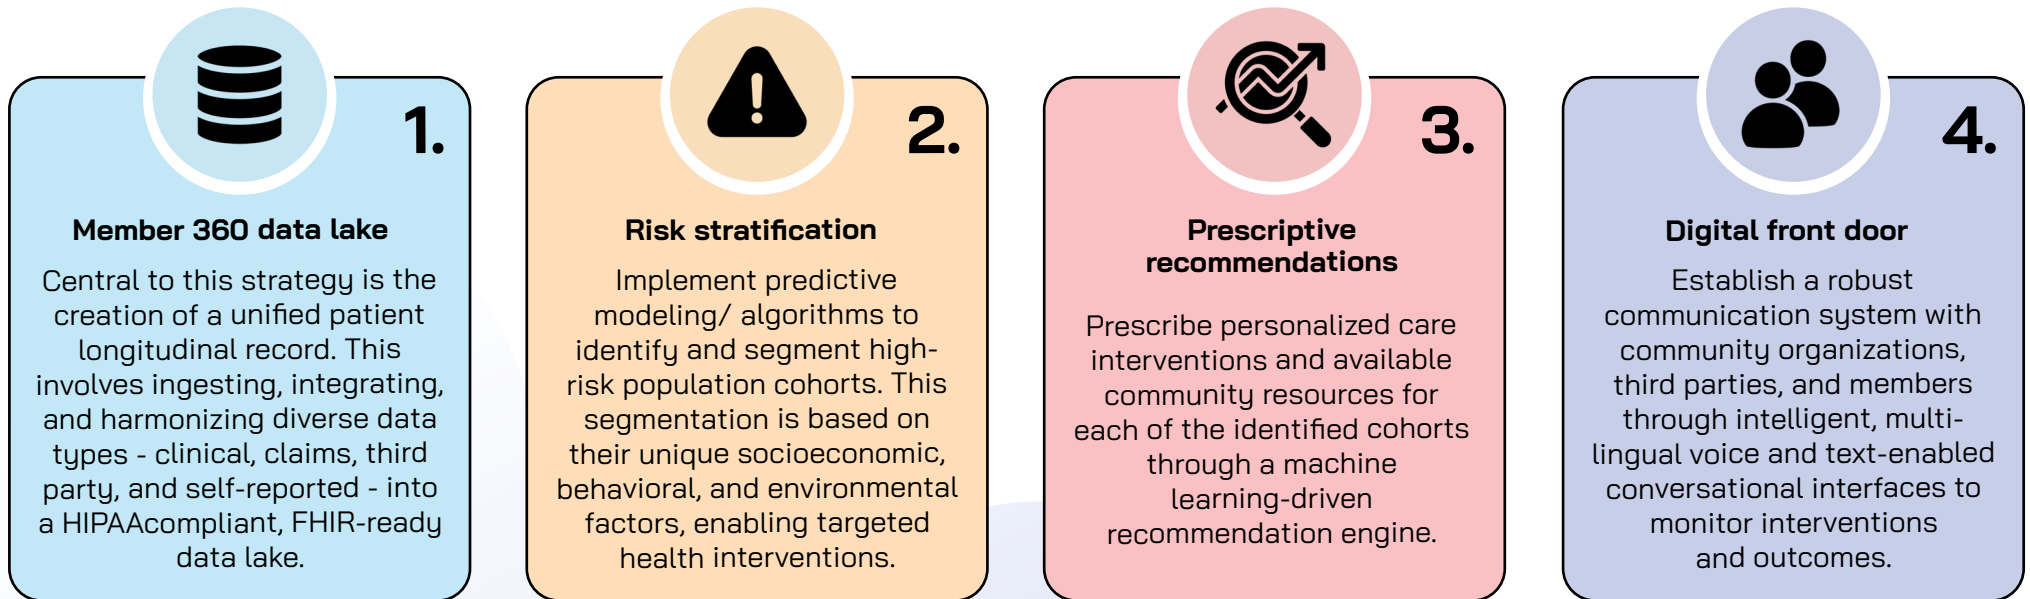 1.
Member 360 data lake
Central to this strategy is the
creation of a unified patient
longitudinal record. This
involves ingesting, integrating,
and harmonizing diverse data
types - clinical, claims, third
party, and self-reported - into
a HIPAAcompliant, FHIR-ready
data lake.
2.
Risk stratification
Implement predictive
modeling/ algorithms to
identify and segment high-
risk population cohorts. This
segmentation is based on
their unique socioeconomic,
behavioral, and environmental
factors, enabling targeted
health interventions.
3.
Prescriptive
recommendations
Prescribe personalized care
interventions and available
community resources for
each of the identified cohorts
through a machine
learning-driven
recommendation engine.
4.
Digital front door
Establish a robust
communication system with
community organizations,
third parties, and members
through intelligent, multi-
lingual voice and text-enabled
conversational interfaces to
monitor interventions
and outcomes.